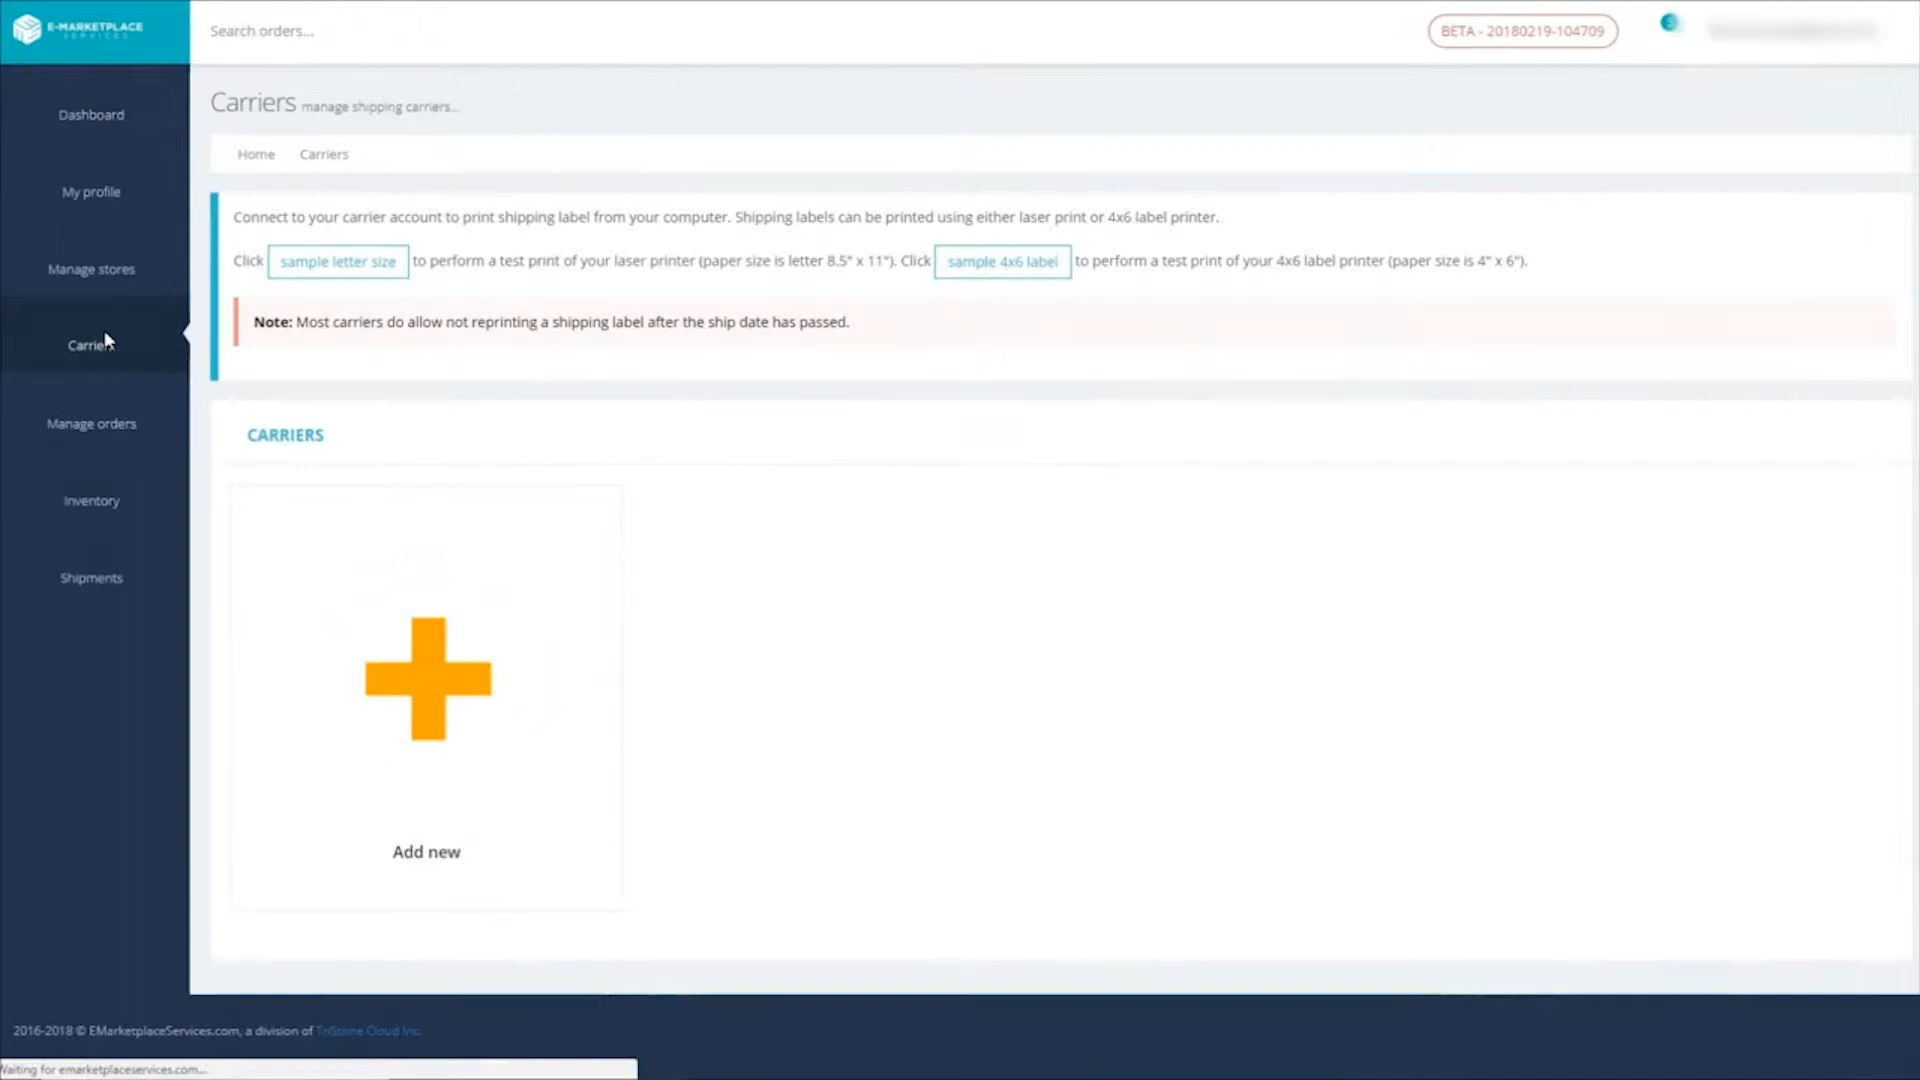 E-MARKETPLACE
SERVICES
Search orders...
BETA - 20180219-104709
Dashboard
My profile
Manage stores
Carriers
Manage orders
Inventory
Shipments
Carriers manage shipping carriers...
Home Carriers
Connect to your carrier account to print shipping label from your computer. Shipping labels can be printed using either laser print or 4x6 label printer.
Click sample letter size to perform a test print of your laser printer (paper size is letter 8.5" x 11"). Click sample 4x6 label to perform a test print of your 4x6 label printer (paper size is 4" x 6").
Note: Most carriers do allow not reprinting a shipping label after the ship date has passed.
CARRIERS
Add new
2016-2018 © EMarketplaceServices.com, a division of TriStone Cloud Inc.
Waiting for emarketplaceservices.com...